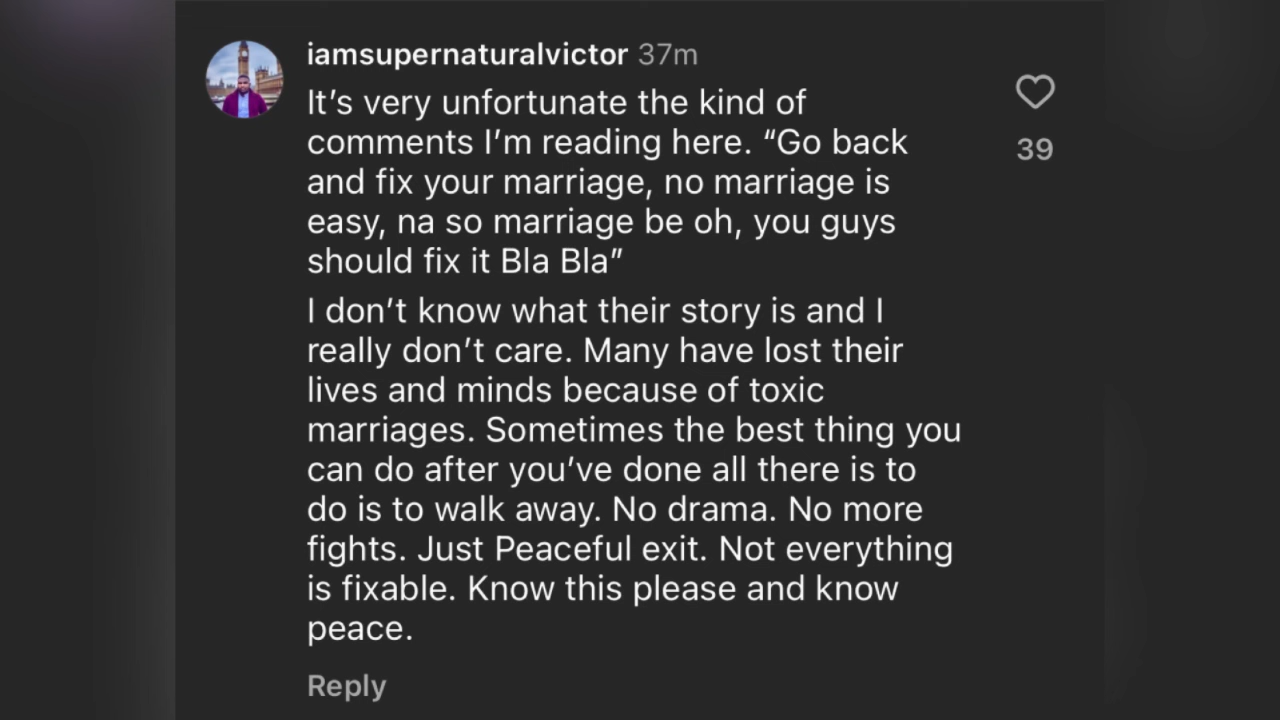 iamsupernaturalvictor 37m
It’s very unfortunate the kind of
comments I’m reading here. “Go back
and fix your marriage, no marriage is
easy, na so marriage be oh, you guys
should fix it Bla Bla”
I don’t know what their story is and I
really don’t care. Many have lost their
lives and minds because of toxic
marriages. Sometimes the best thing you
can do after you’ve done all there is to
do is to walk away. No drama. No more
fights. Just Peaceful exit. Not everything
is fixable. Know this please and know
peace.
Reply
39